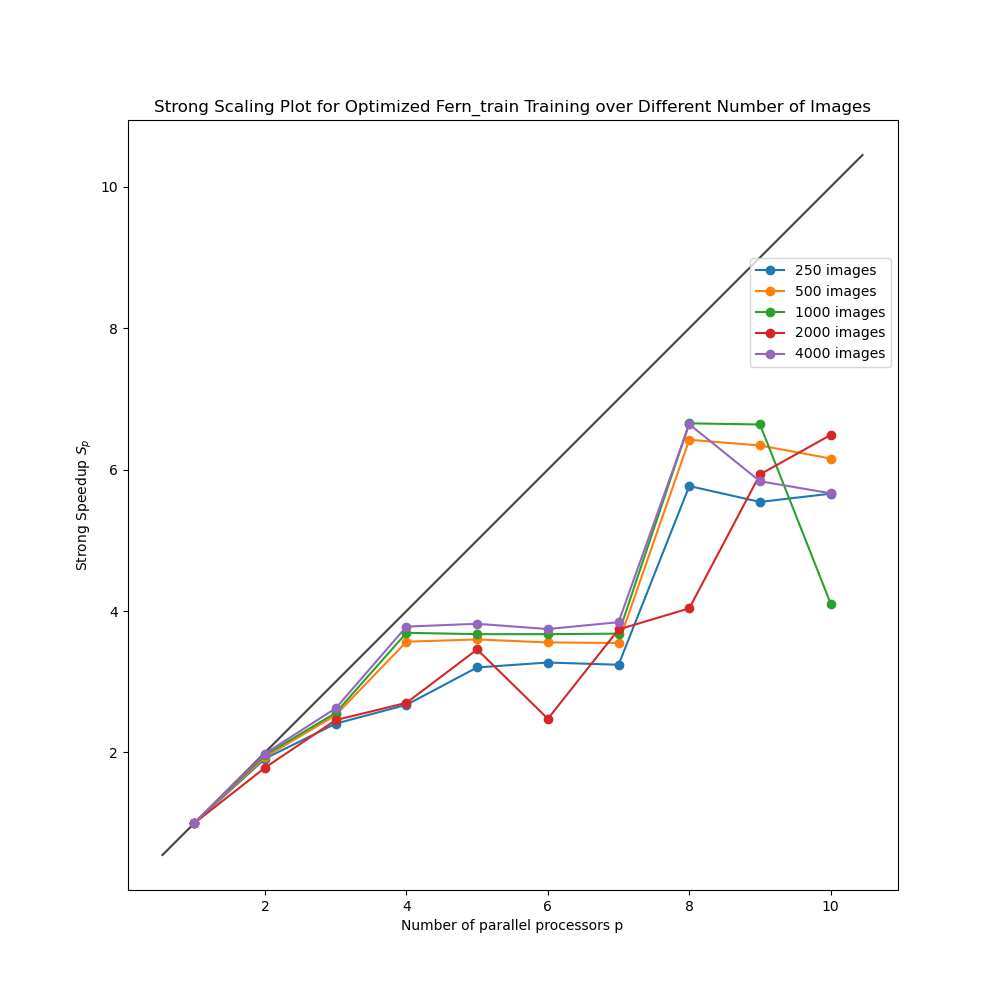 Strong Scaling Plot for Optimized Fern_train Training over Different Number of Images
10
8
6
4
2
Strong Speedup Sₚ
250 images
500 images
1000 images
2000 images
4000 images
2 4 6 8 10
Number of parallel processors p